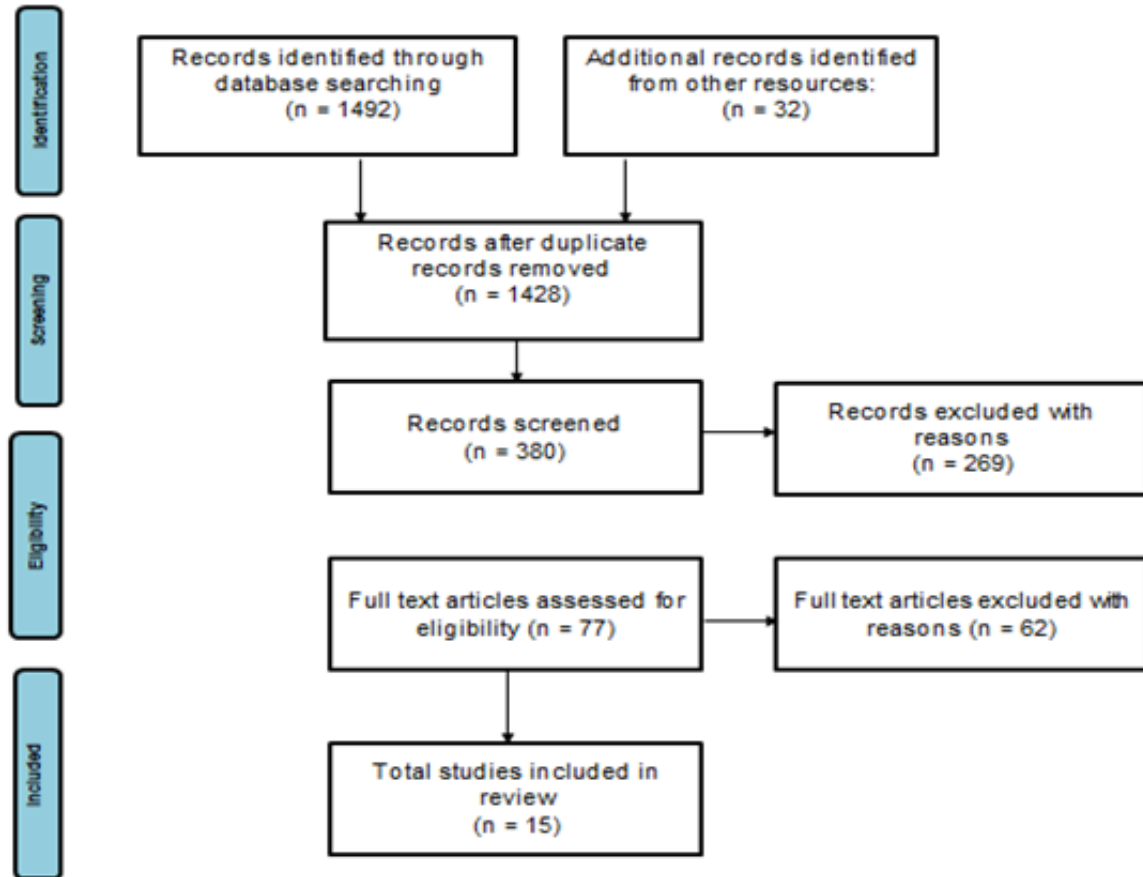 Identification
Records identified through
database searching
(n = 1492)
Additional records identified
from other resources:
(n = 32)
Screening
Records after duplicate
records removed
(n = 1428)
Records screened
(n = 380)
Records excluded with
reasons
(n = 269)
Eligibility
Full text articles assessed for
eligibility (n = 77)
Full text articles excluded with
reasons (n = 62)
Included
Total studies included in
review
(n = 15)